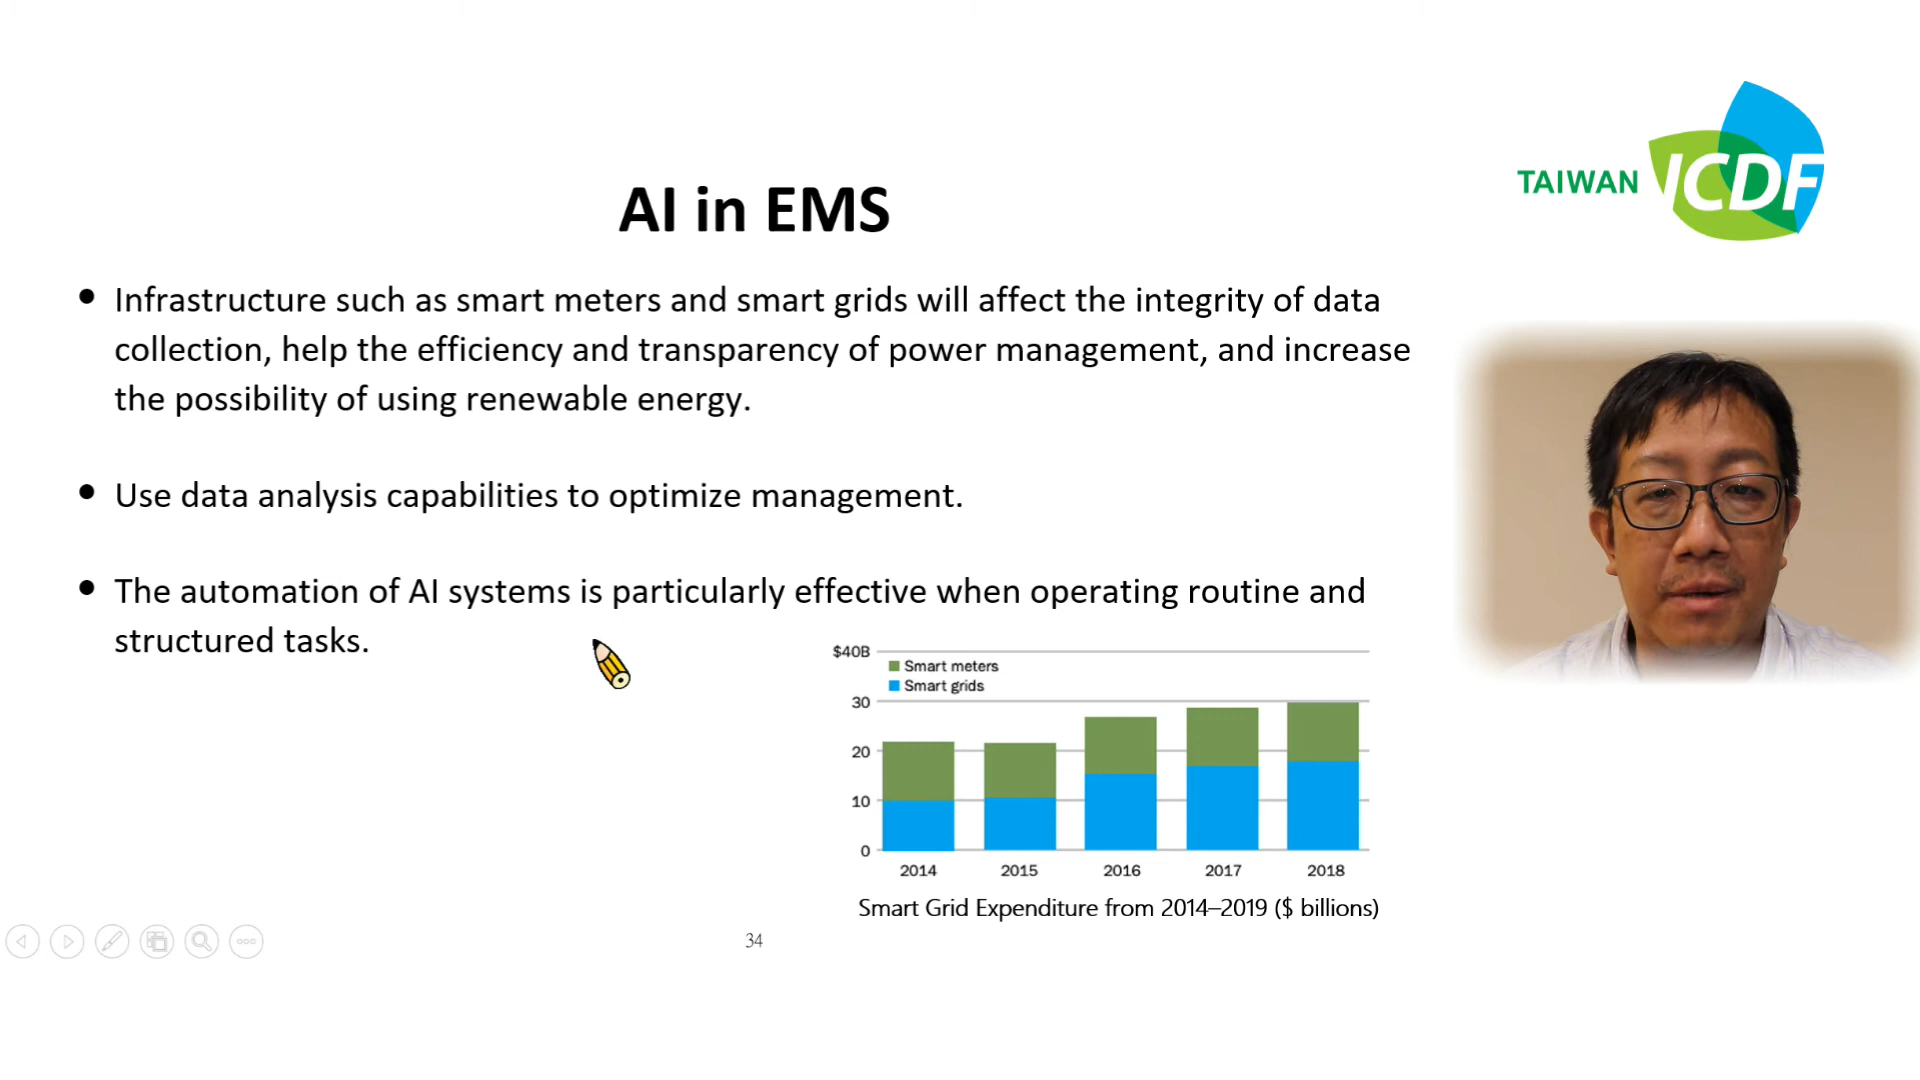 TAIWAN ICDF
AI in EMS
• Infrastructure such as smart meters and smart grids will affect the integrity of data
collection, help the efficiency and transparency of power management, and increase
the possibility of using renewable energy.
• Use data analysis capabilities to optimize management.
• The automation of AI systems is particularly effective when operating routine and
structured tasks.
$40B
Smart meters
Smart grids
30
20
10
0
2014 2015 2016 2017 2018
Smart Grid Expenditure from 2014–2019 ($ billions)
34